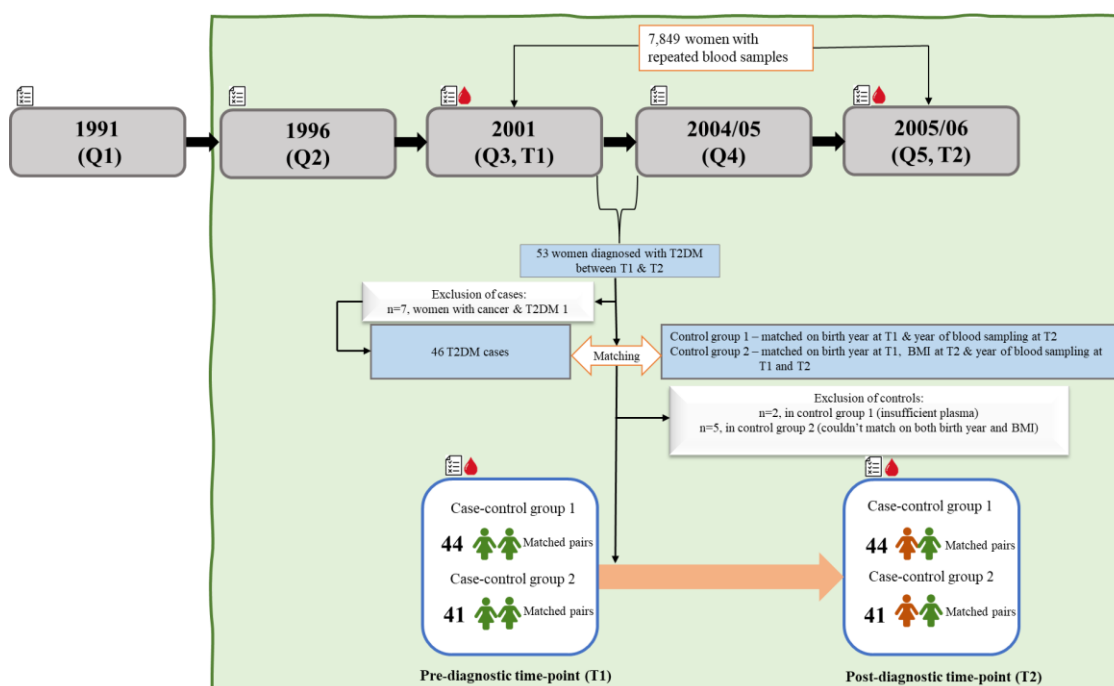 7,849 women with
repeated blood samples
1991
(Q1)
1996
(Q2)
2001
(Q3, T1)
2004/05
(Q4)
2005/06
(Q5, T2)
53 women diagnosed with T2DM
between T1 & T2
Exclusion of cases:
n=7, women with cancer & T2DM 1
46 T2DM cases
Matching
Control group 1 – matched on birth year at T1 & year of blood sampling at T2
Control group 2 – matched on birth year at T1, BMI at T2 & year of blood sampling at
T1 and T2
Exclusion of controls:
n=2, in control group 1 (insufficient plasma)
n=5, in control group 2 (couldn't match on both birth year and BMI)
Case-control group 1
44 Matched pairs
Case-control group 2
41 Matched pairs
Case-control group 1
44 Matched pairs
Case-control group 2
41 Matched pairs
Pre-diagnostic time-point (T1)
Post-diagnostic time-point (T2)